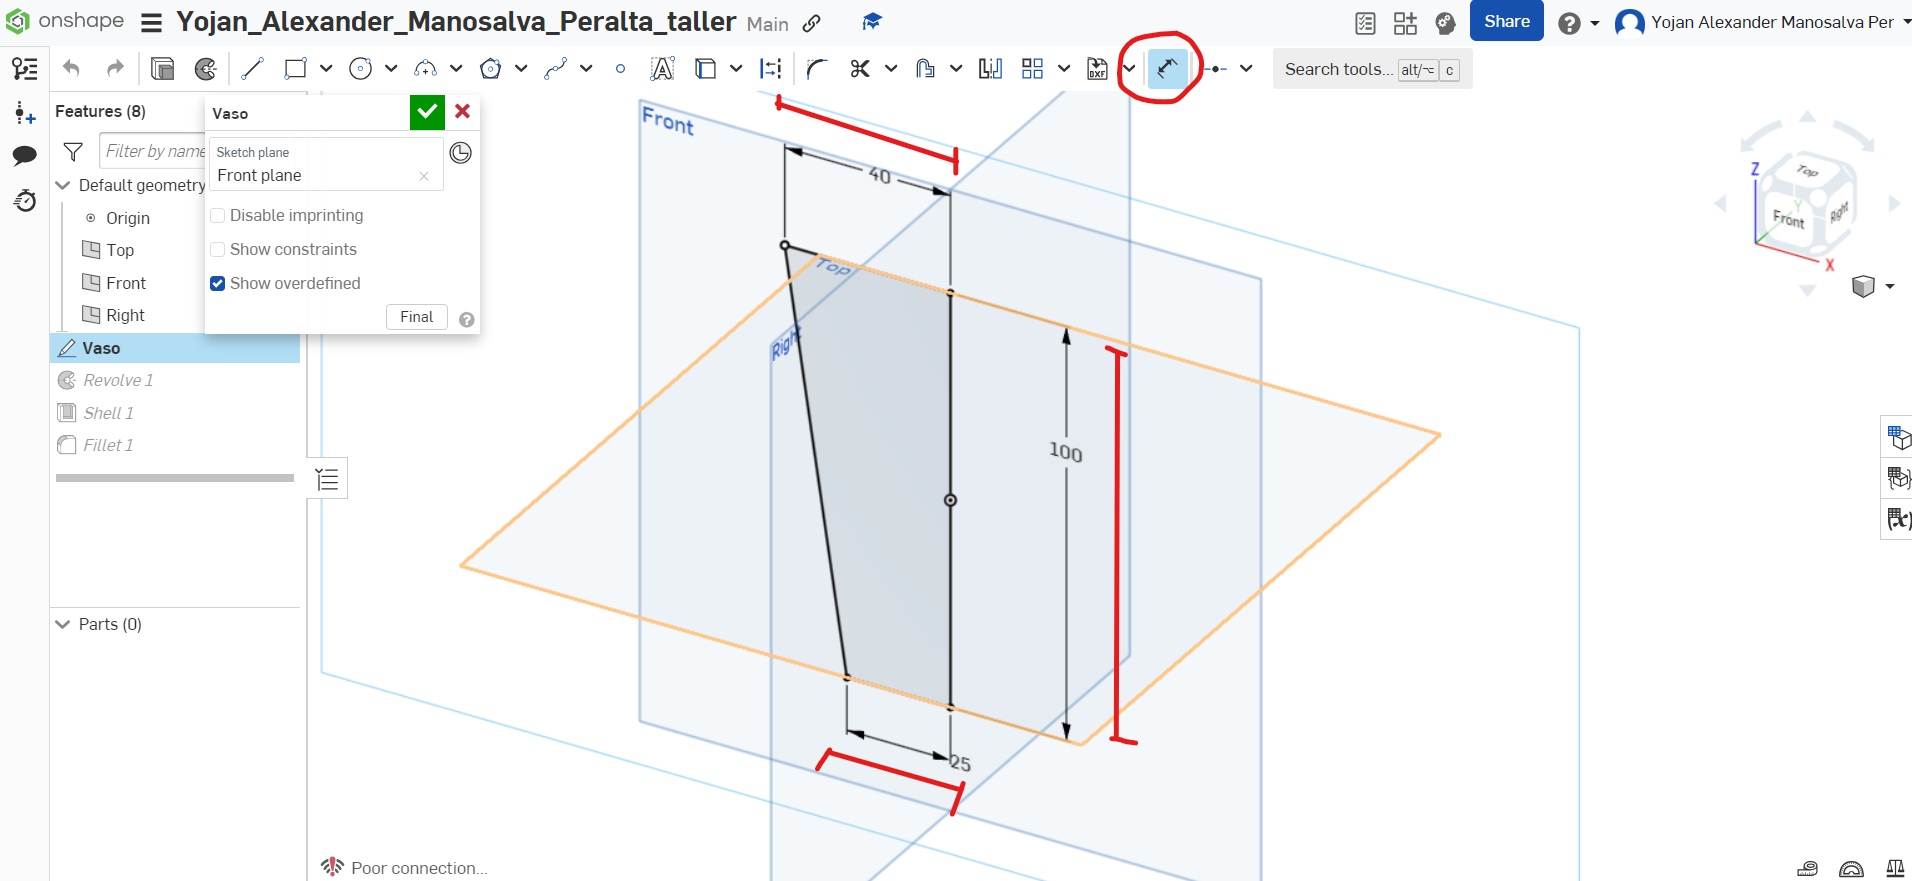 onshape
Yojan_Alexander_Manosalva_Peralta_taller
Main
Share
Yojan Alexander Manosalva Per
Search tools... alt/⌥ c
Features (8)
Filter by name
Default geometry
Origin
Top
Front
Right
Vaso
Revolve 1
Shell 1
Fillet 1
Parts (0)
Vaso
Sketch plane
Front plane
Disable imprinting
Show constraints
Show overdefined
Final
DXF
Front
40
Top
Right
100
25
Z
Top
Y
Front
Right
X
(x)
Poor connection...